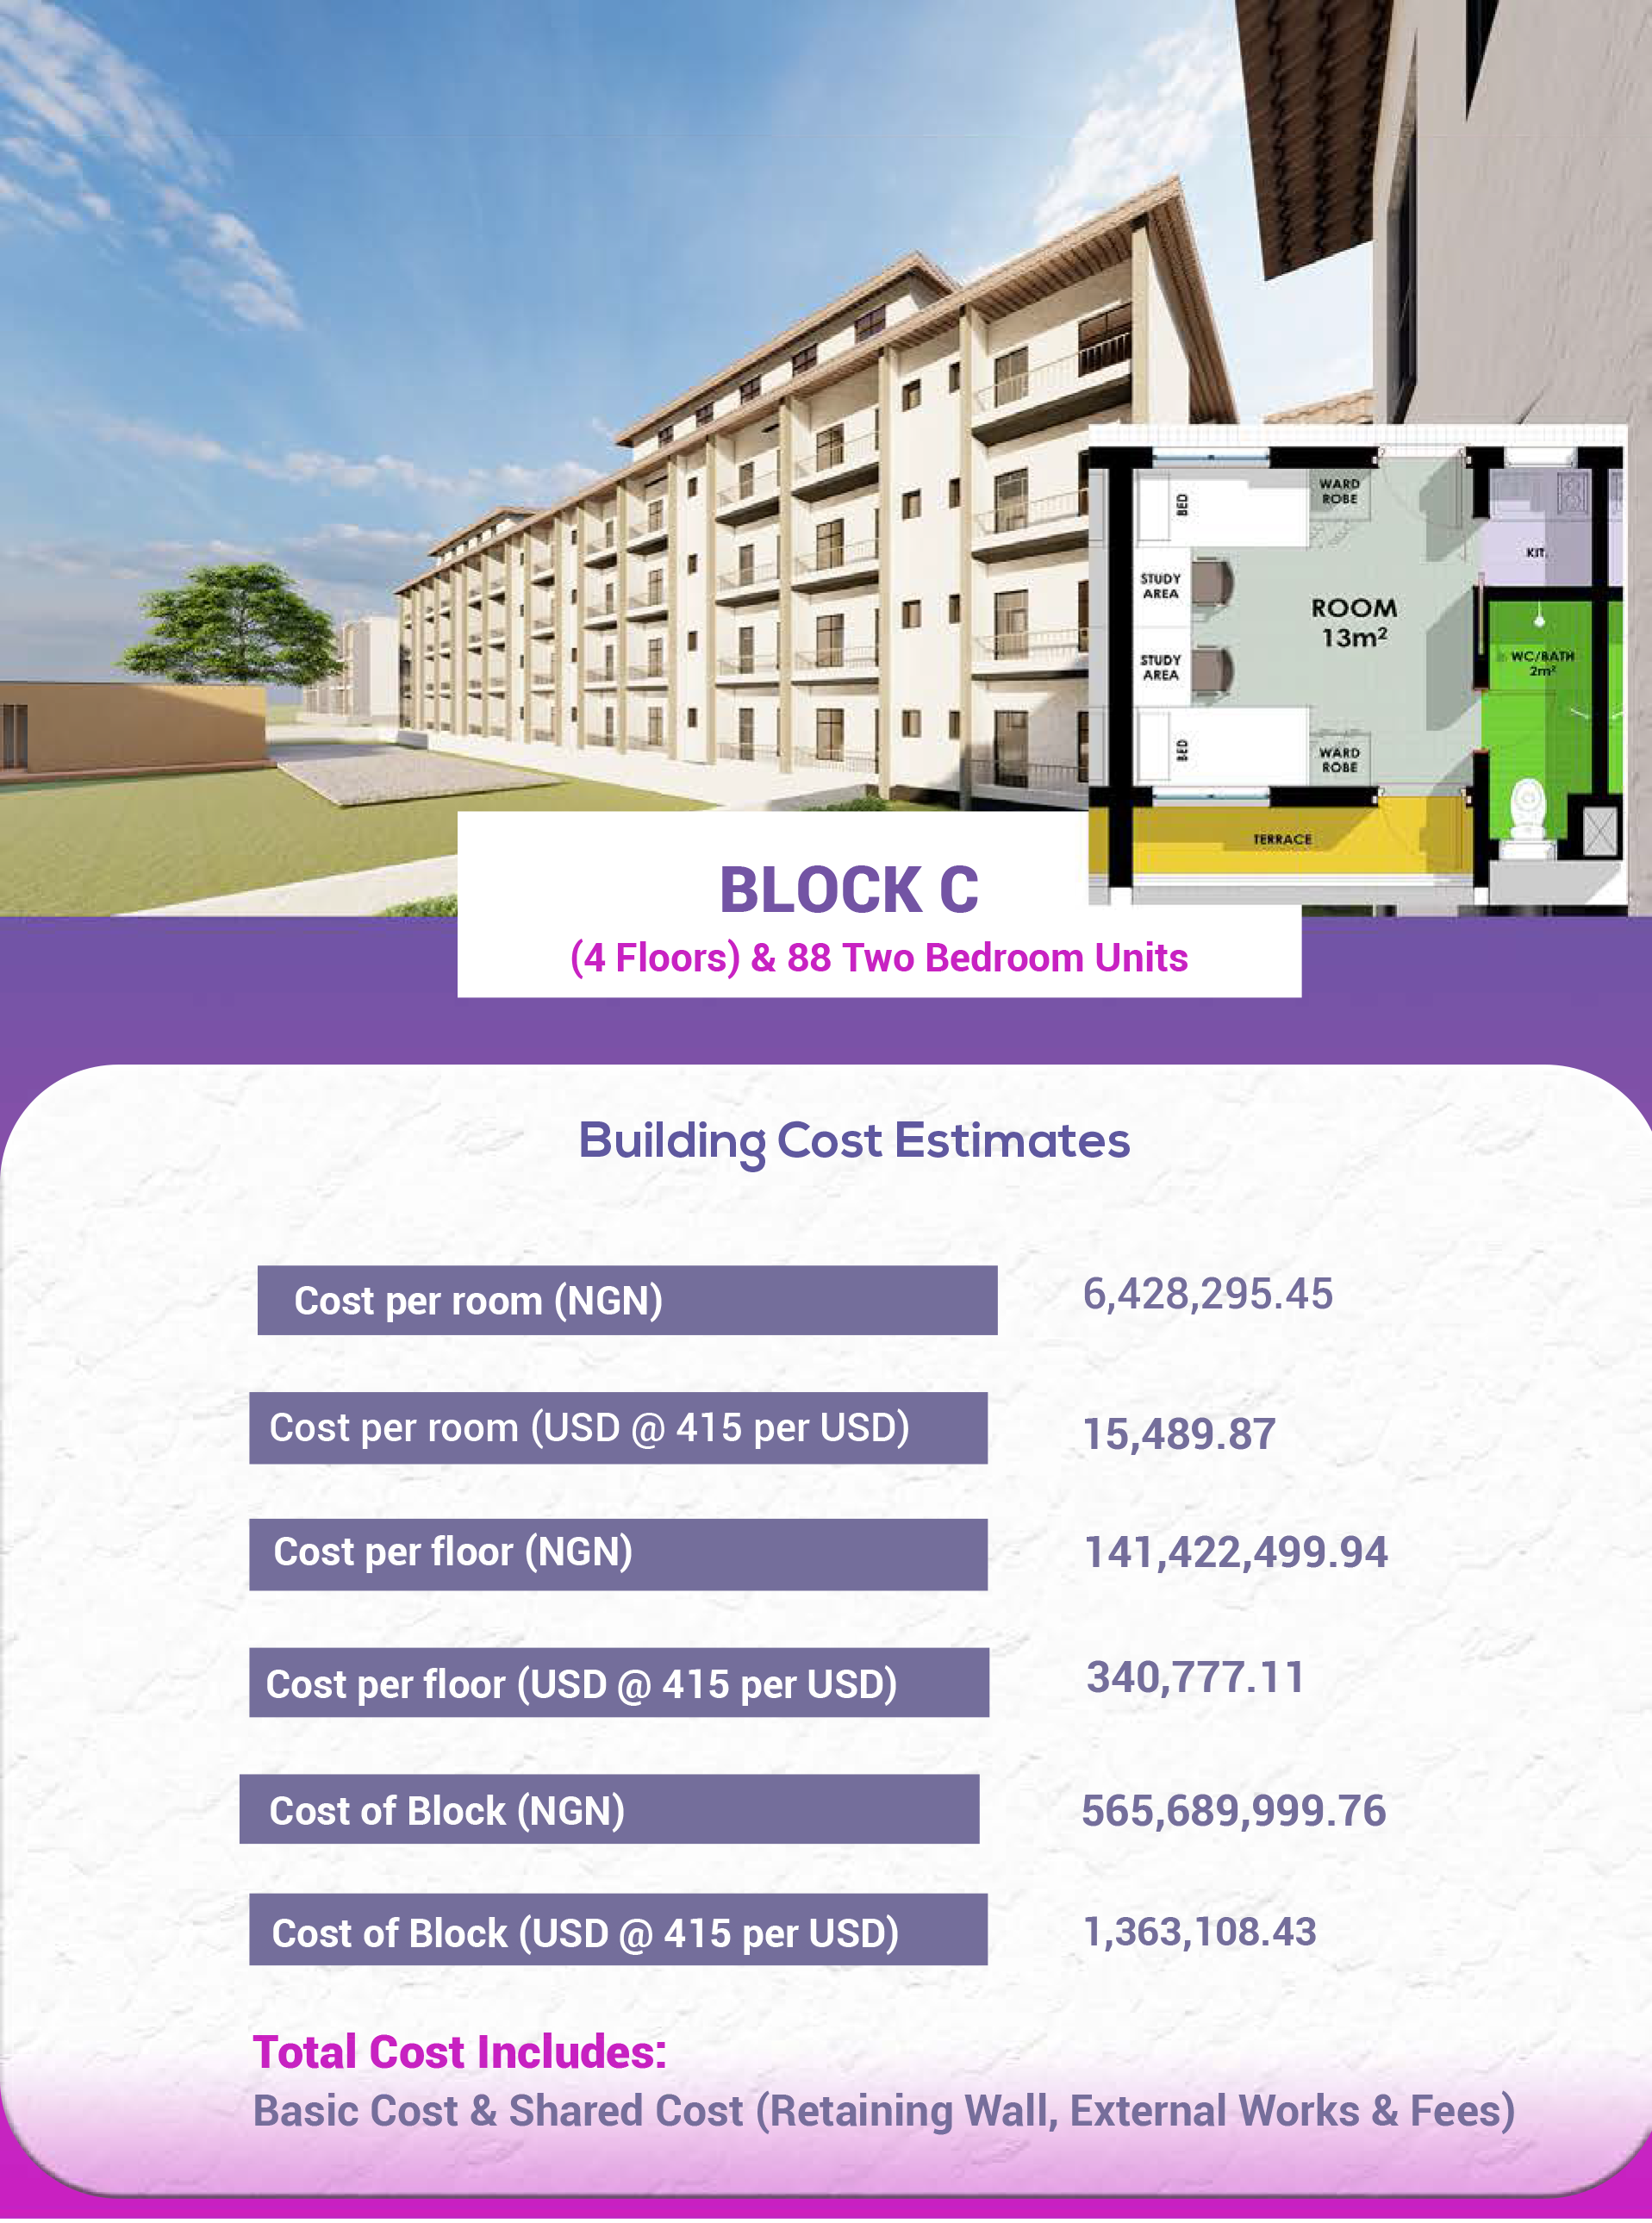 WARD
ROBE
BED
KIT.
STUDY
AREA
ROOM
13m²
WC/BATH
2m²
STUDY
AREA
BED
WARD
ROBE
TERRACE
BLOCK C
(4 Floors) & 88 Two Bedroom Units
Building Cost Estimates
Cost per room (NGN) 6,428,295.45
Cost per room (USD @ 415 per USD) 15,489.87
Cost per floor (NGN) 141,422,499.94
Cost per floor (USD @ 415 per USD) 340,777.11
Cost of Block (NGN) 565,689,999.76
Cost of Block (USD @ 415 per USD) 1,363,108.43
Total Cost Includes:
Basic Cost & Shared Cost (Retaining Wall, External Works & Fees)